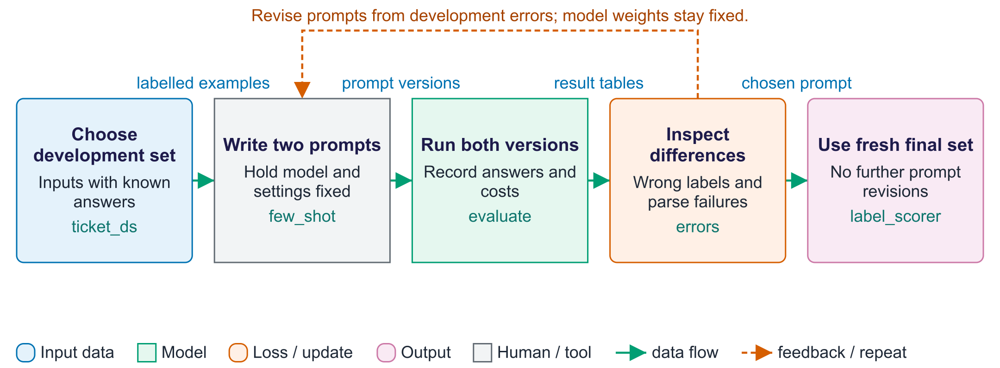 Revise prompts from development errors; model weights stay fixed.
labelled examples
prompt versions
result tables
chosen prompt
Choose
development set
Inputs with known
answers
ticket_ds
Write two prompts
Hold model and
settings fixed
few_shot
Run both versions
Record answers and
costs
evaluate
Inspect
differences
Wrong labels and
parse failures
errors
Use fresh final set
No further prompt
revisions
label_scorer
Input data
Model
Loss / update
Output
Human / tool
data flow
feedback / repeat